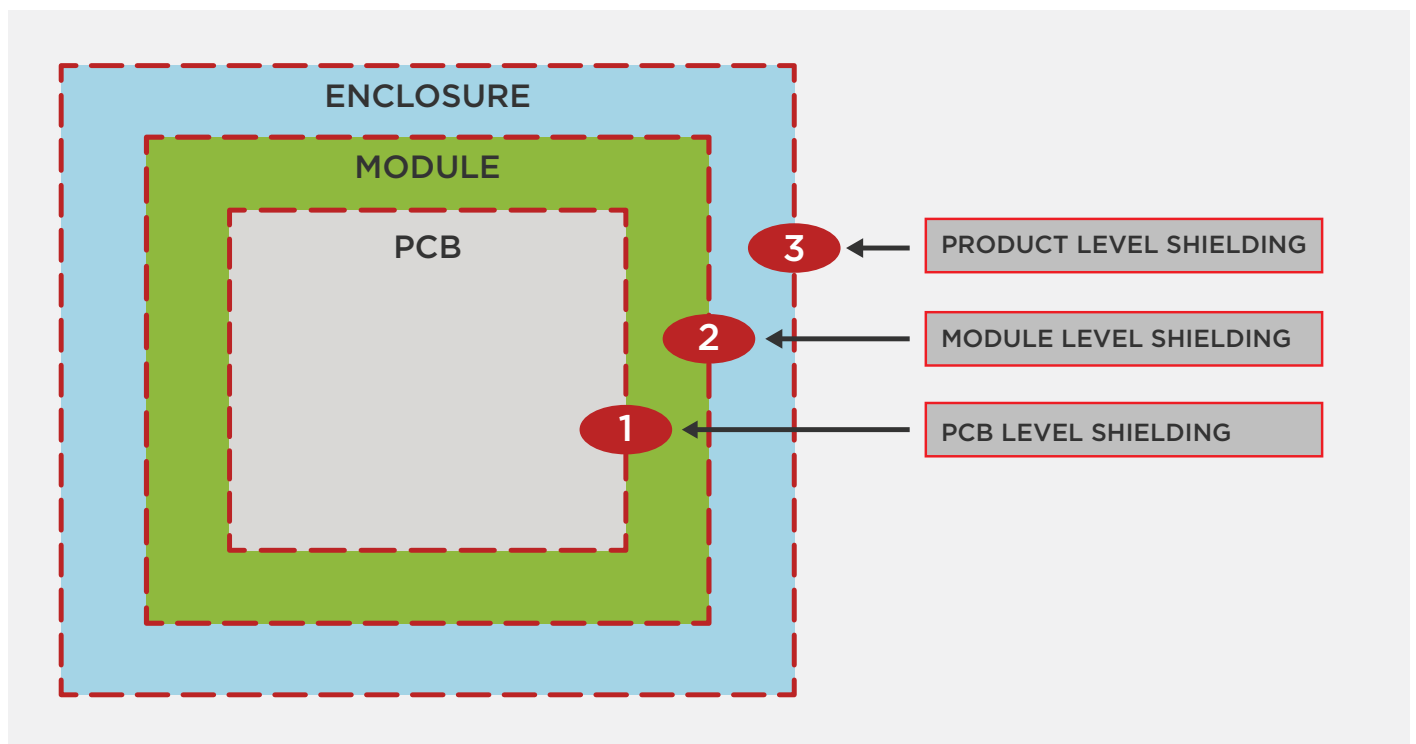 ENCLOSURE
MODULE
PCB
3
PRODUCT LEVEL SHIELDING
2
MODULE LEVEL SHIELDING
1
PCB LEVEL SHIELDING